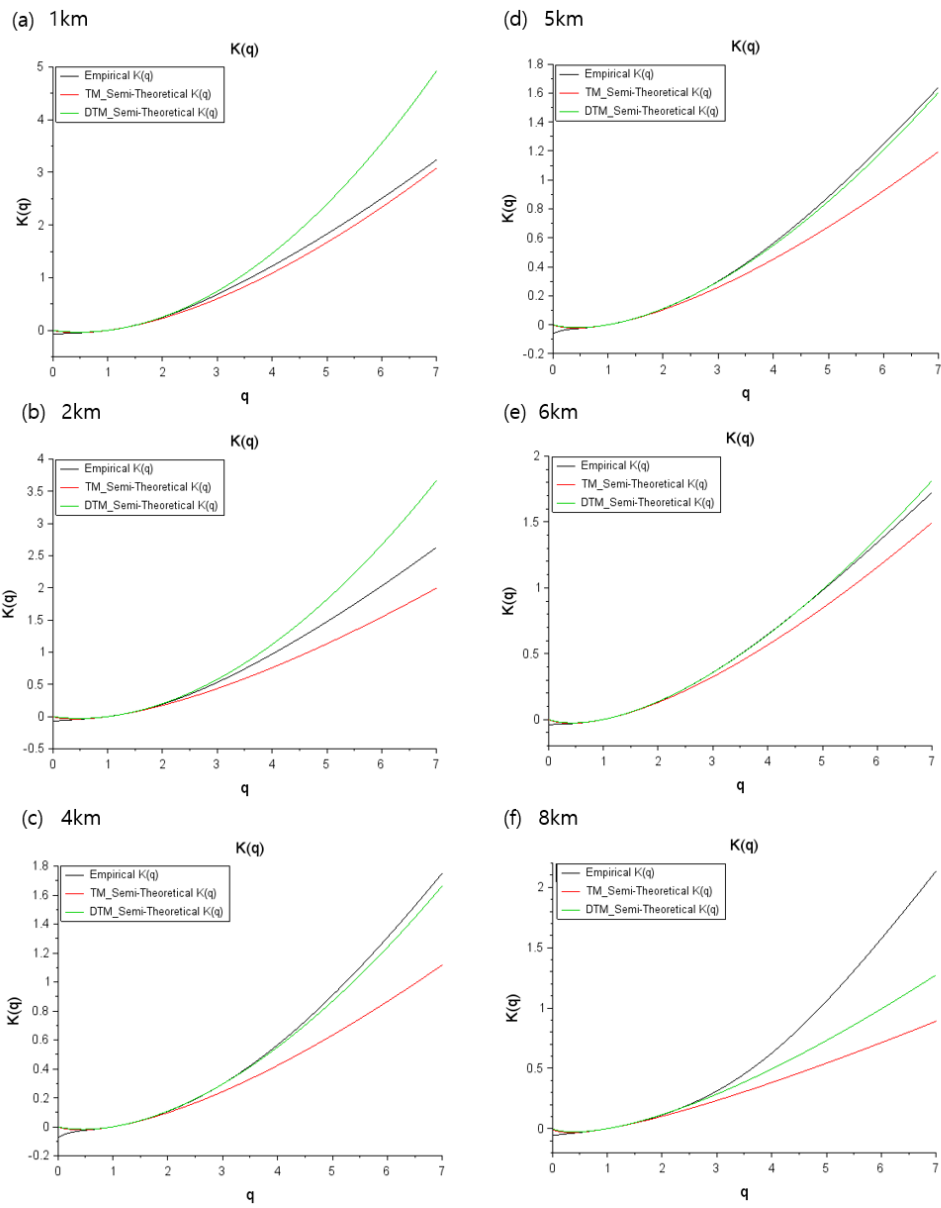 (a) 1km
K(q)
Empirical K(q)
TM_Semi-Theoretical K(q)
DTM_Semi-Theoretical K(q)
5
4
3
2
1
0
K(q)
0 1 2 3 4 5 6 7
q
(b) 2km
K(q)
Empirical K(q)
TM_Semi-Theoretical K(q)
DTM_Semi-Theoretical K(q)
4
3.5
3
2.5
2
1.5
1
0.5
0
-0.5
K(q)
0 1 2 3 4 5 6 7
q
(c) 4km
K(q)
Empirical K(q)
TM_Semi-Theoretical K(q)
DTM_Semi-Theoretical K(q)
1.8
1.6
1.4
1.2
1
0.8
0.6
0.4
0.2
0
-0.2
K(q)
0 1 2 3 4 5 6 7
q
(d) 5km
K(q)
Empirical K(q)
TM_Semi-Theoretical K(q)
DTM_Semi-Theoretical K(q)
1.8
1.6
1.4
1.2
1
0.8
0.6
0.4
0.2
0
-0.2
K(q)
0 1 2 3 4 5 6 7
q
(e) 6km
K(q)
Empirical K(q)
TM_Semi-Theoretical K(q)
DTM_Semi-Theoretical K(q)
2
1.5
1
0.5
0
K(q)
0 1 2 3 4 5 6 7
q
(f) 8km
K(q)
Empirical K(q)
TM_Semi-Theoretical K(q)
DTM_Semi-Theoretical K(q)
2
1.5
1
0.5
0
K(q)
0 1 2 3 4 5 6 7
q